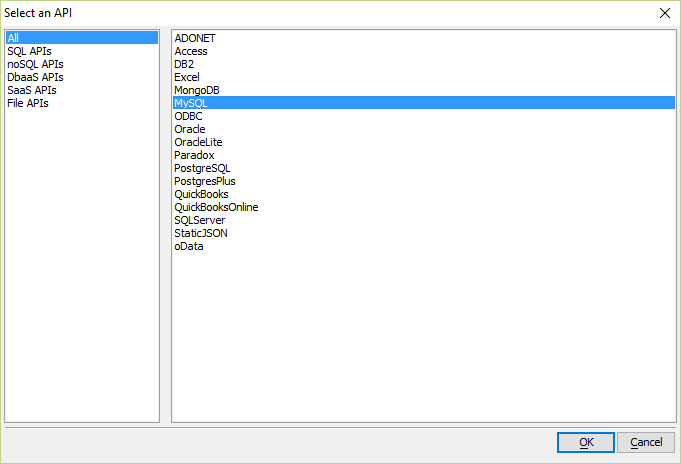 Select an API
All
SQL APIs
noSQL APIs
DbaaS APIs
SaaS APIs
File APIs
ADONET
Access
DB2
Excel
MongoDB
MySQL
ODBC
Oracle
OracleLite
Paradox
PostgreSQL
PostgresPlus
QuickBooks
QuickBooksOnline
SQLServer
StaticJSON
oData
OK
Cancel